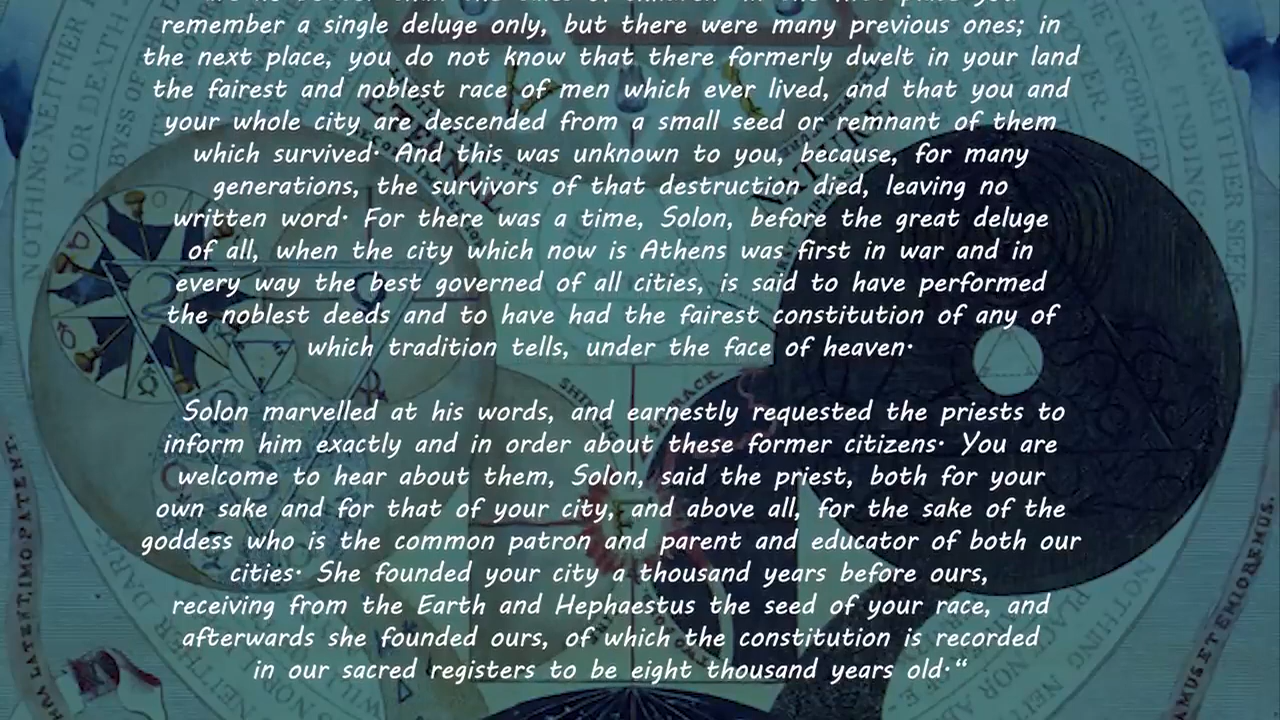 remember a single deluge only, but there were many previous ones; in
the next place, you do not know that there formerly dwelt in your land
the fairest and noblest race of men which ever lived, and that you and
your whole city are descended from a small seed or remnant of them
which survived· And this was unknown to you, because, for many
generations, the survivors of that destruction died, leaving no
written word· For there was a time, Solon, before the great deluge
of all, when the city which now is Athens was first in war and in
every way the best governed of all cities, is said to have performed
the noblest deeds and to have had the fairest constitution of any of
which tradition tells, under the face of heaven·
Solon marvelled at his words, and earnestly requested the priests to
inform him exactly and in order about these former citizens· You are
welcome to hear about them, Solon, said the priest, both for your
own sake and for that of your city, and above all, for the sake of the
goddess who is the common patron and parent and educator of both our
cities· She founded your city a thousand years before ours,
receiving from the Earth and Hephaestus the seed of your race, and
afterwards she founded ours, of which the constitution is recorded
in our sacred registers to be eight thousand years old·“